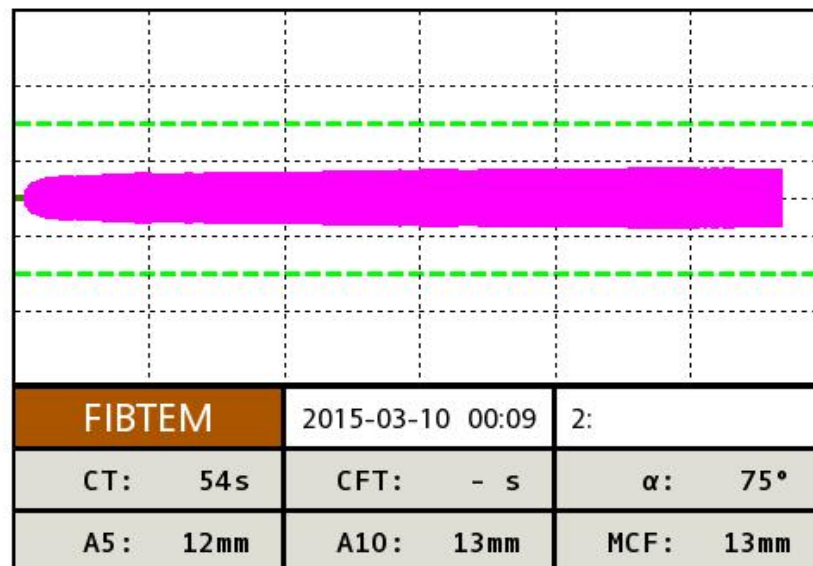 FIBTEM 2015-03-10 00:09 2:
CT: 54s CFT: - s α: 75°
A5: 12mm A10: 13mm MCF: 13mm